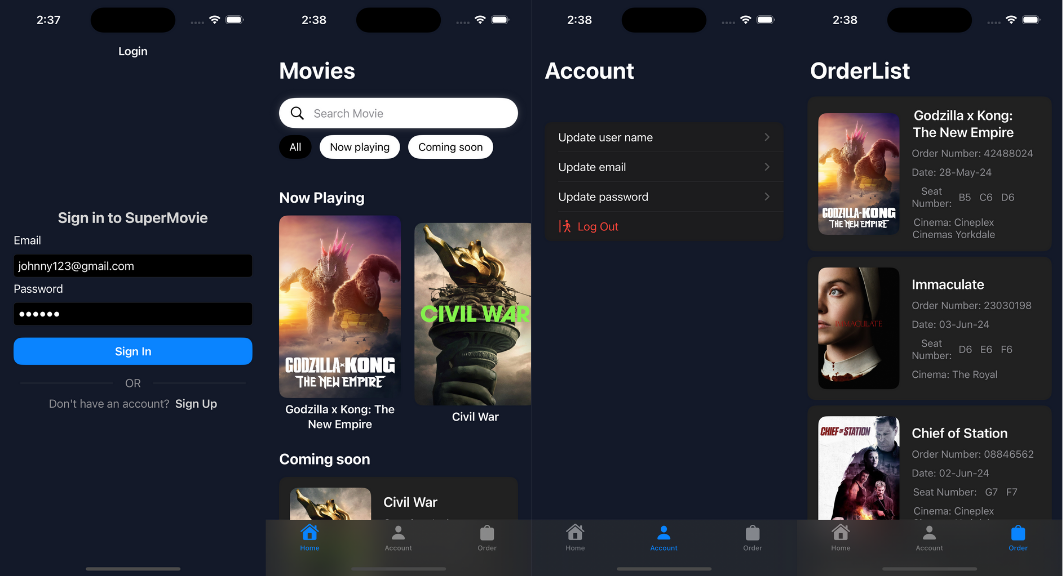 2:37
Login
Sign in to SuperMovie
Email
johnny123@gmail.com
Password
Sign In
OR
Don't have an account? Sign Up
2:38
Movies
Search Movie
All
Now playing
Coming soon
Now Playing
GODZILLA-KONG
THE NEW EMPIRE
CIVIL WAR
Godzilla x Kong: The
New Empire
Civil War
Coming soon
Civil War
Home
Account
Order
2:38
Account
Update user name
Update email
Update password
Log Out
Home
Account
Order
2:38
OrderList
GODZILLA-KONG
THE NEW EMPIRE
Godzilla x Kong:
The New Empire
Order Number: 42488024
Date: 28-May-24
Seat
Number: B5 C6 D6
Cinema: Cineplex
Cinemas Yorkdale
IMMACULATE
Immaculate
Order Number: 23030198
Date: 03-Jun-24
Seat
Number: D6 E6 F6
Cinema: The Royal
CHIEF OF STATION
Chief of Station
Order Number: 08846562
Date: 02-Jun-24
Seat Number: G7 F7
Cinema: Cineplex
Home
Account
Order